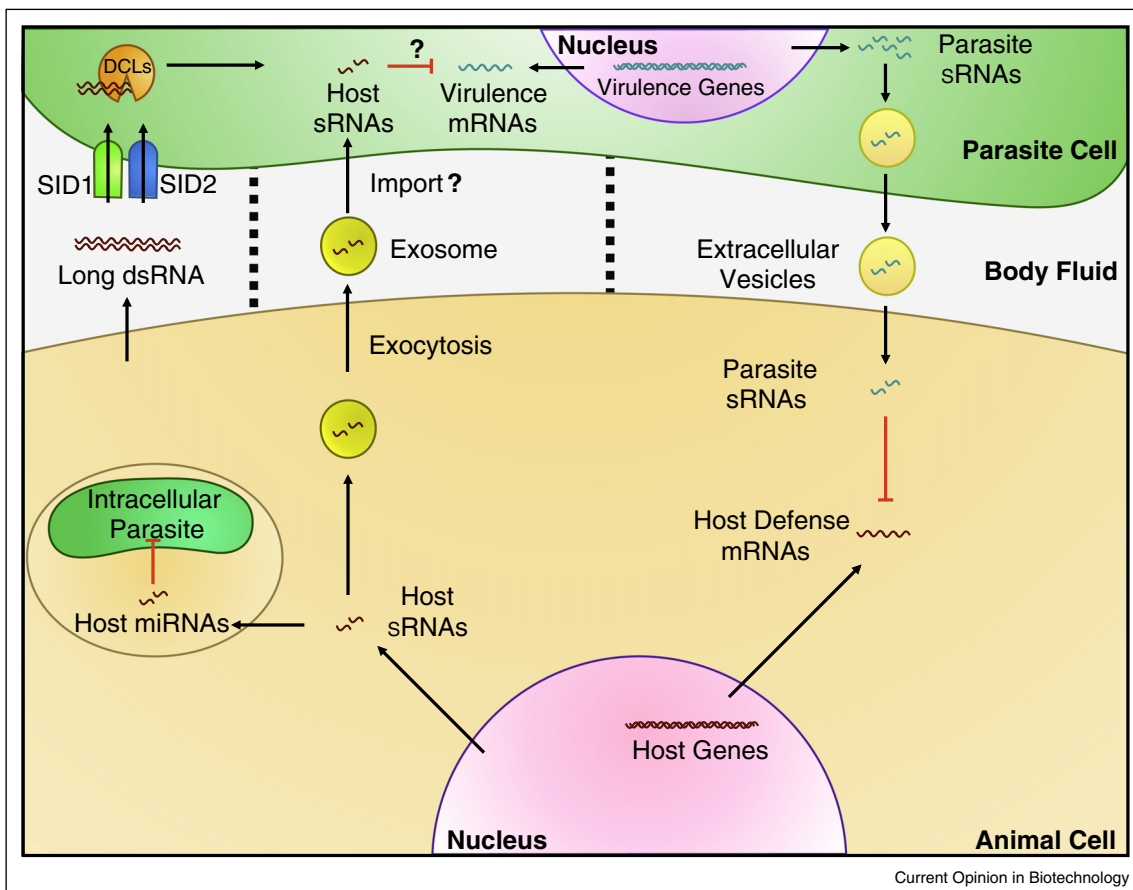 Nucleus
?
DCLs
Parasite
sRNAs
Virulence Genes
Host
sRNAs
Virulence
mRNAs
Parasite Cell
SID1
SID2
Import ?
Long dsRNA
Exosome
Extracellular
Vesicles
Body Fluid
Exocytosis
Parasite
sRNAs
Intracellular
Parasite
Host Defense
mRNAs
Host miRNAs
Host
sRNAs
Host Genes
Nucleus
Animal Cell
Current Opinion in Biotechnology